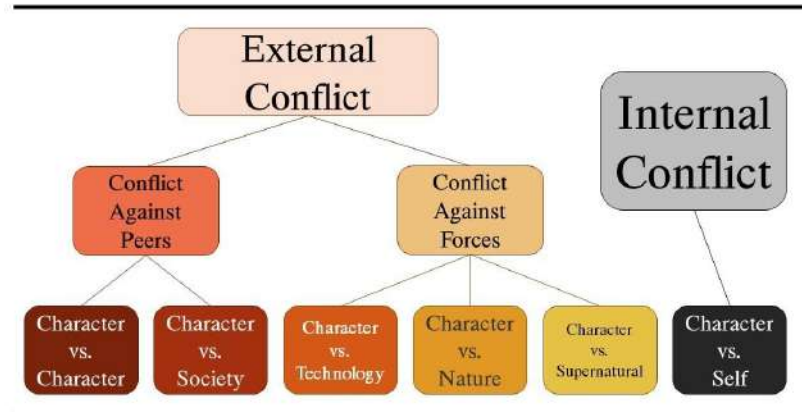 External
Conflict
Internal
Conflict
Conflict
Against
Peers
Conflict
Against
Forces
Character
vs.
Character
Character
vs.
Society
Character
vs.
Technology
Character
vs.
Nature
Character
vs.
Supernatural
Character
vs.
Self